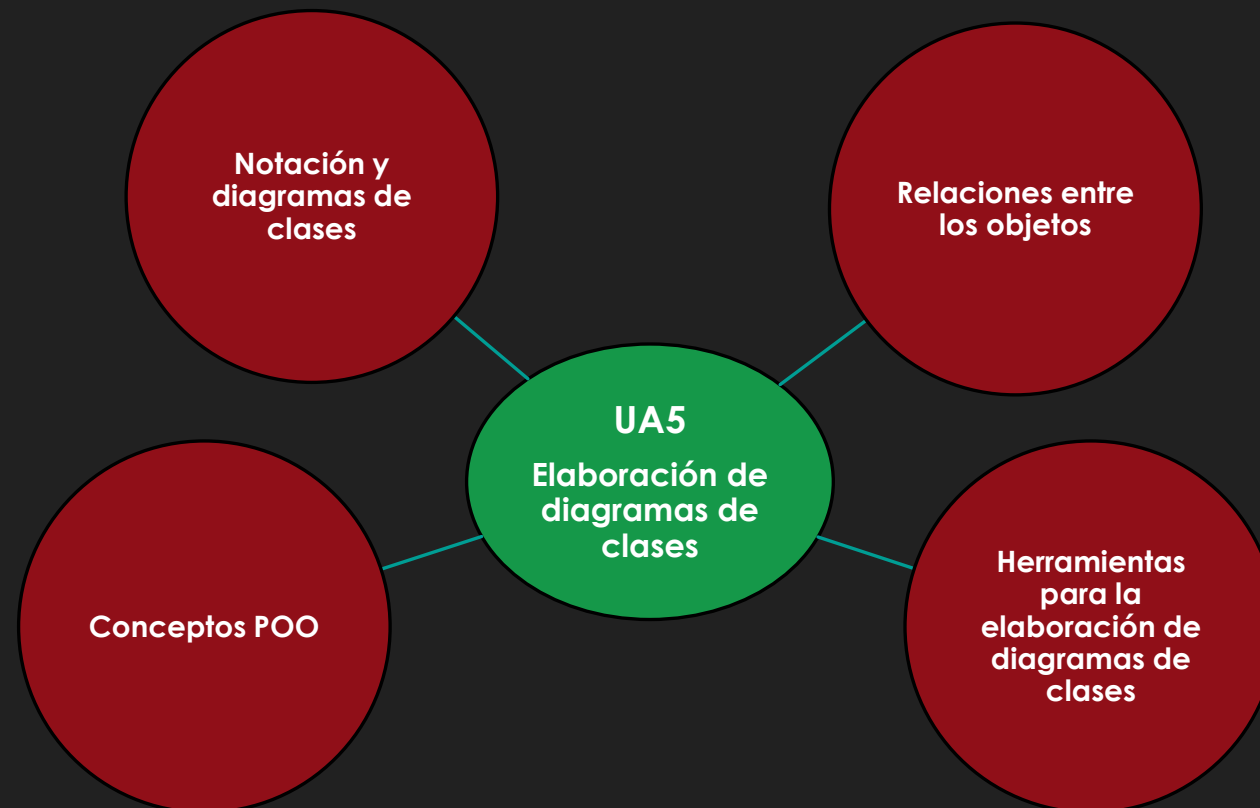 Notación y
diagramas de
clases
Relaciones entre
los objetos
UA5
Elaboración de
diagramas de
clases
Conceptos POO
Herramientas
para la
elaboración de
diagramas de
clases